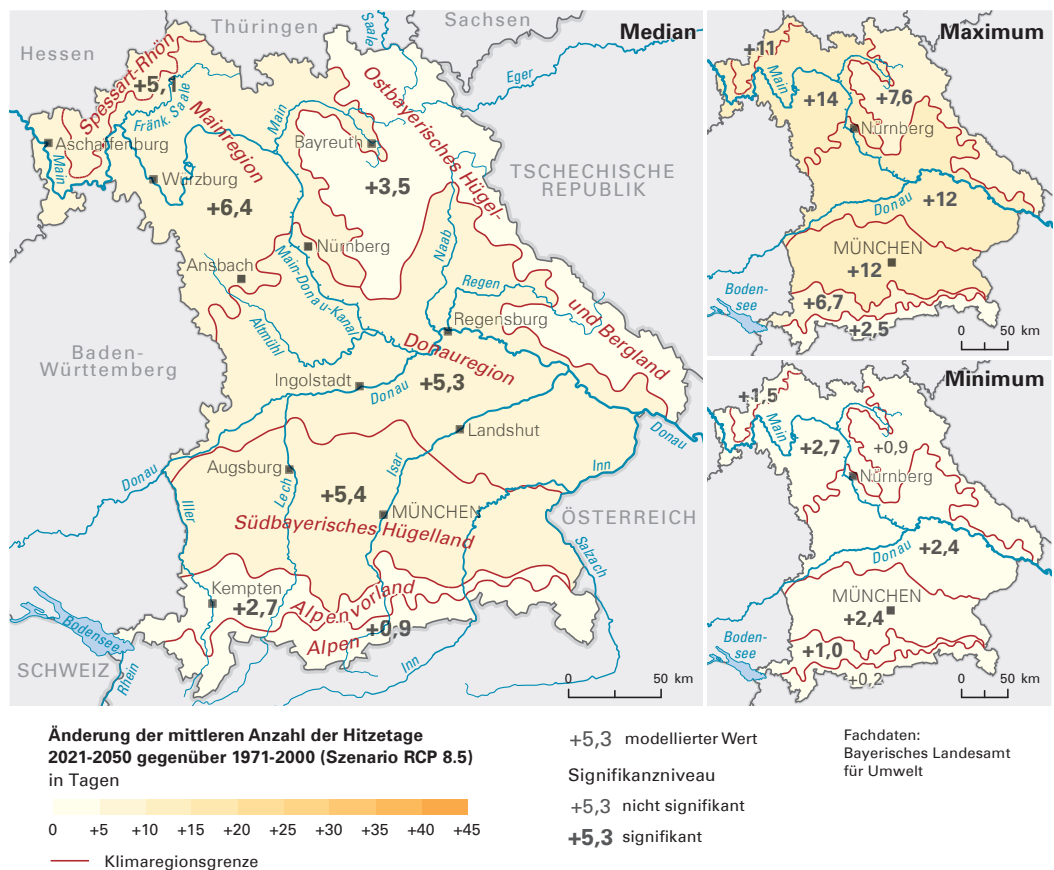 Median
Hessen
Thüringen
Sachsen
Saale
Eger
Spessart-Rhön
+5,1
Fränk. Saale
Mainregion
Main
Ostbayerisches Hügel-
und Bergland
Aschaffenburg
Main
Bayreuth
TSCHECHISCHE
REPUBLIK
Würzburg
+6,4
+3,5
Nürnberg
Naab
Ansbach
Main-Donau-Kanal
Regen
Altmühl
Regensburg
Baden-
Württemberg
Donauregion
Ingolstadt
Donau
+5,3
Landshut
Donau
Donau
Augsburg
Lech
Isar
Inn
Iller
+5,4
MÜNCHEN
ÖSTERREICH
Südbayerisches Hügelland
Salzach
Kempten
+2,7
Alpenvorland
+0,9
Alpen
Bodensee
Inn
SCHWEIZ
Rhein
0 50 km
Maximum
+11
Main
+14
+7,6
Nürnberg
Donau
+12
MÜNCHEN
+12
Boden-
see
+6,7
+2,5
0 50 km
Minimum
+1,5
Main
+2,7
+0,9
Nürnberg
Donau
+2,4
MÜNCHEN
+2,4
Boden-
see
+1,0
+0,2
0 50 km
Änderung der mittleren Anzahl der Hitzetage
2021-2050 gegenüber 1971-2000 (Szenario RCP 8.5)
in Tagen
0 +5 +10 +15 +20 +25 +30 +35 +40 +45
Klimaregionsgrenze
+5,3 modellierter Wert
Signifikanzniveau
+5,3 nicht signifikant
+5,3 signifikant
Fachdaten:
Bayerisches Landesamt
für Umwelt